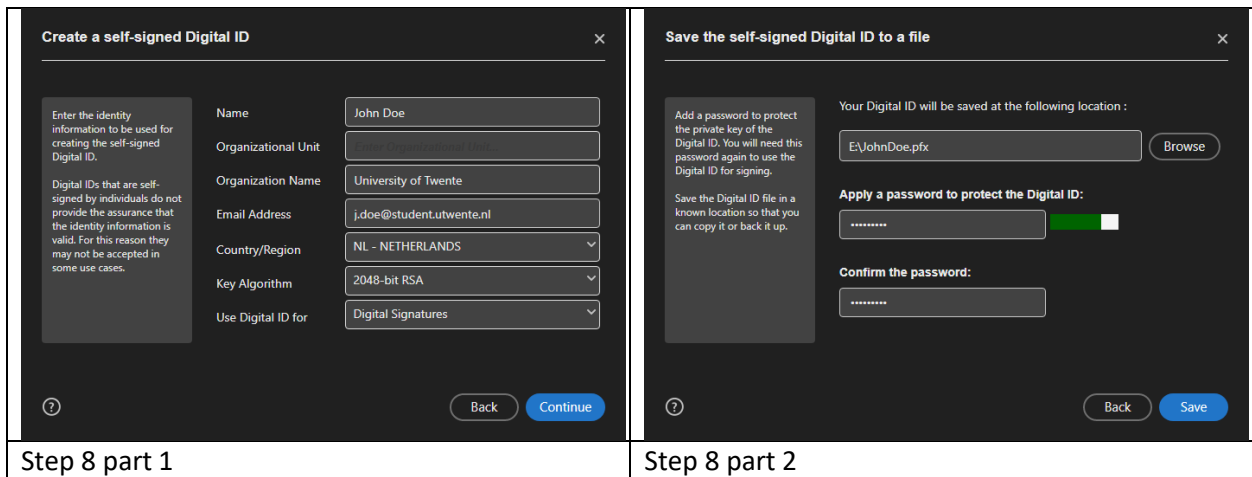 Create a self-signed Digital ID
×
Enter the identity
information to be used for
creating the self-signed
Digital ID.
Digital IDs that are self-
signed by individuals do not
provide the assurance that
the identity information is
valid. For this reason they
may not be accepted in
some use cases.
Name
John Doe
Organizational Unit
Enter Organizational Unit...
Organization Name
University of Twente
Email Address
j.doe@student.utwente.nl
Country/Region
NL - NETHERLANDS
Key Algorithm
2048-bit RSA
Use Digital ID for
Digital Signatures
?
Back
Continue
Step 8 part 1
Save the self-signed Digital ID to a file
×
Add a password to protect
the private key of the
Digital ID. You will need this
password again to use the
Digital ID for signing.
Save the Digital ID file in a
known location so that you
can copy it or back it up.
Your Digital ID will be saved at the following location :
E:\JohnDoe.pfx
Browse
Apply a password to protect the Digital ID:
•••••••••
Confirm the password:
•••••••••
?
Back
Save
Step 8 part 2